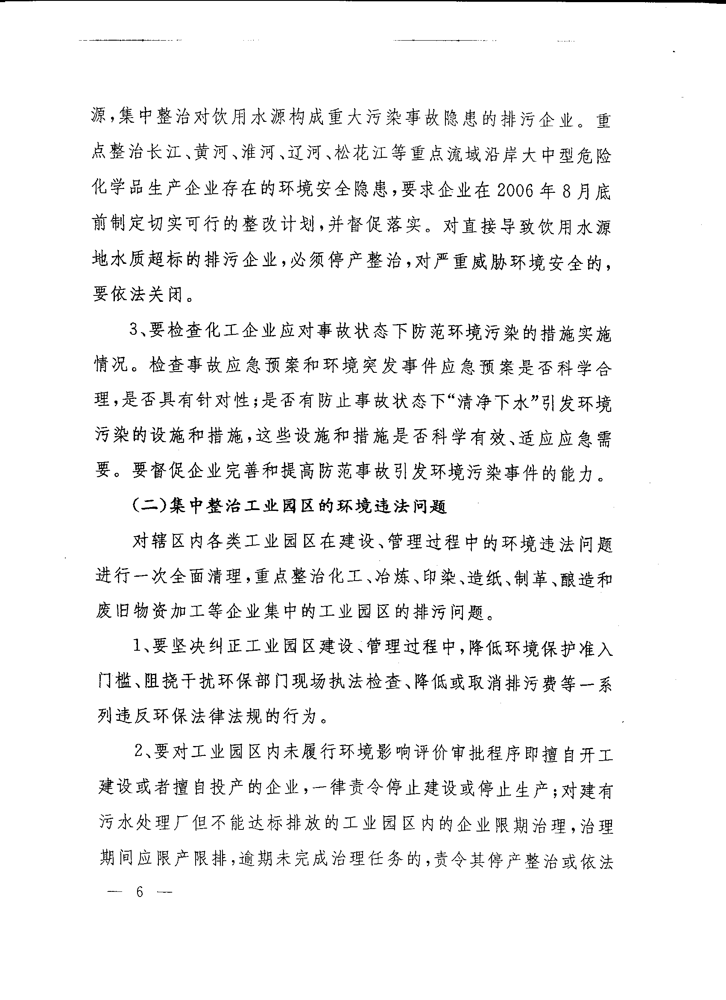 源,集中整治对饮用水源构成重大污染事故隐患的排污企业。重
点整治长江、黄河、淮河、辽河、松花江等重点流域沿岸大中型危险
化学品生产企业存在的环境安全隐患,要求企业在 2006 年 8 月底
前制定切实可行的整改计划,并督促落实。对直接导致饮用水源
地水质超标的排污企业,必须停产整治,对严重威胁环境安全的,
要依法关闭。
3、要检查化工企业应对事故状态下防范环境污染的措施实施
情况。检查事故应急预案和环境突发事件应急预案是否科学合
理,是否具有针对性;是否有防止事故状态下“清净下水”引发环境
污染的设施和措施,这些设施和措施是否科学有效、适应应急需
要。要督促企业完善和提高防范事故引发环境污染事件的能力。
(二)集中整治工业园区的环境违法问题
对辖区内各类工业园区在建设、管理过程中的环境违法问题
进行一次全面清理,重点整治化工、冶炼、印染、造纸、制革、酿造和
废旧物资加工等企业集中的工业园区的排污问题。
1、要坚决纠正工业园区建设、管理过程中,降低环境保护准入
门槛、阻挠干扰环保部门现场执法检查、降低或取消排污费等一系
列违反环保法律法规的行为。
2、要对工业园区内未履行环境影响评价审批程序即擅自开工
建设或者擅自投产的企业,一律责令停止建设或停止生产;对建有
污水处理厂但不能达标排放的工业园区内的企业限期治理,治理
期间应限产限排,逾期未完成治理任务的,责令其停产整治或依法
— 6 —